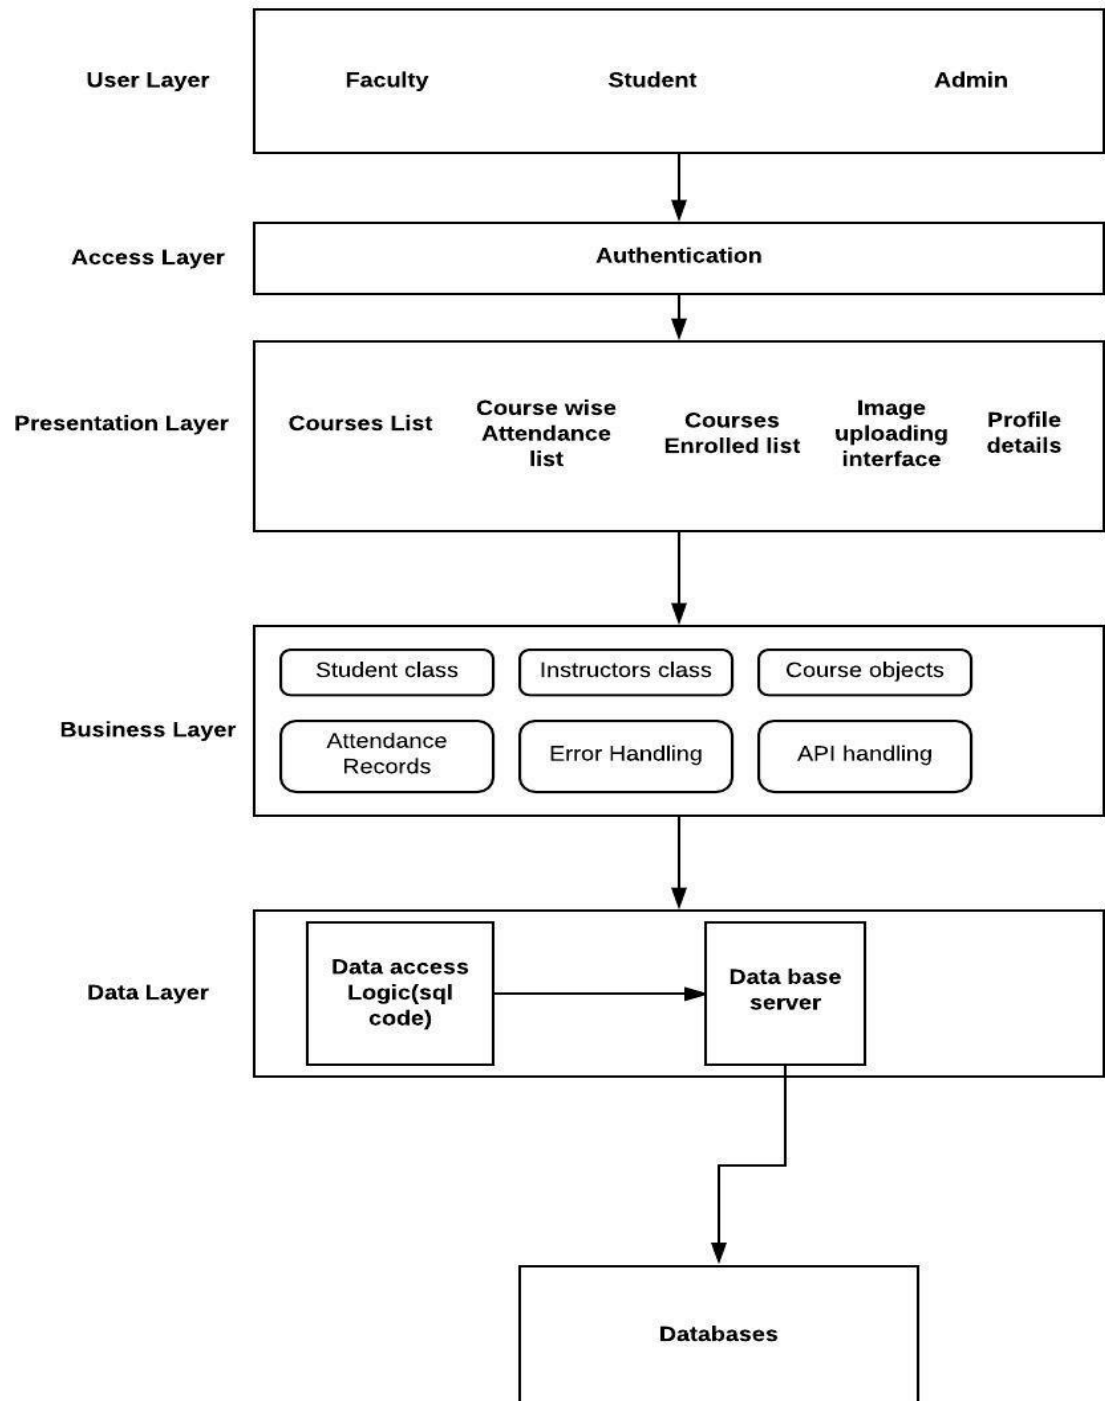 User Layer
Faculty
Student
Admin
Access Layer
Authentication
Presentation Layer
Courses List
Course wise
Attendance
list
Courses
Enrolled list
Image
uploading
interface
Profile
details
Business Layer
Student class
Instructors class
Course objects
Attendance
Records
Error Handling
API handling
Data Layer
Data access
Logic(sql
code)
Data base
server
Databases